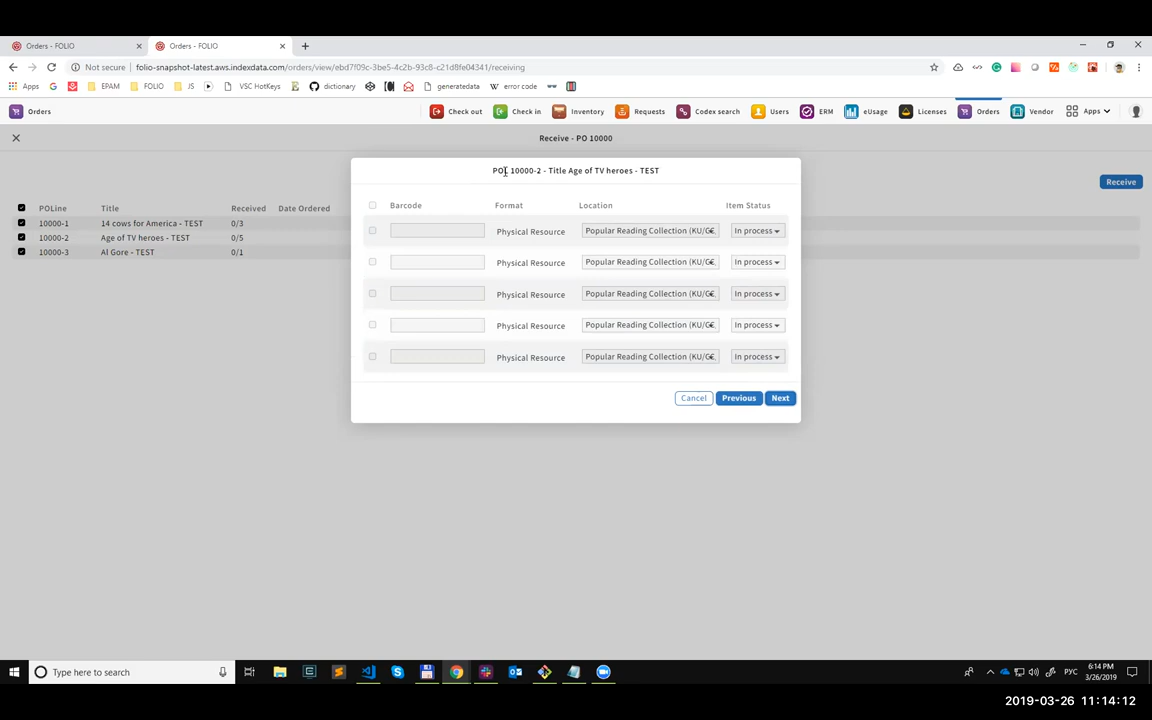 Orders - FOLIO
Orders - FOLIO
Not secure
folio-snapshot-latest.aws.indexdata.com/orders/view/ebd7f09c-3be5-4c2b-93c8-c21d8fe04341/receiving
Apps
EPAM
FOLIO
JS
VSC HotKeys
dictionary
generatedata
error code
Orders
Check out
Check in
Inventory
Requests
Codex search
Users
ERM
eUsage
Licenses
Orders
Vendor
Apps
Receive - PO 10000
Receive
POLine Title Received Date Ordered
10000-1 14 cows for America - TEST 0/3
10000-2 Age of TV heroes - TEST 0/5
10000-3 Al Gore - TEST 0/1
POL 10000-2 - Title Age of TV heroes - TEST
Barcode Format Location Item Status
Physical Resource Popular Reading Collection (KU/ In process
Physical Resource Popular Reading Collection (KU/ In process
Physical Resource Popular Reading Collection (KU/ In process
Physical Resource Popular Reading Collection (KU/ In process
Physical Resource Popular Reading Collection (KU/ In process
Cancel Previous Next
Type here to search
РУС
6:14 PM
3/26/2019
2019-03-26 11:14:12